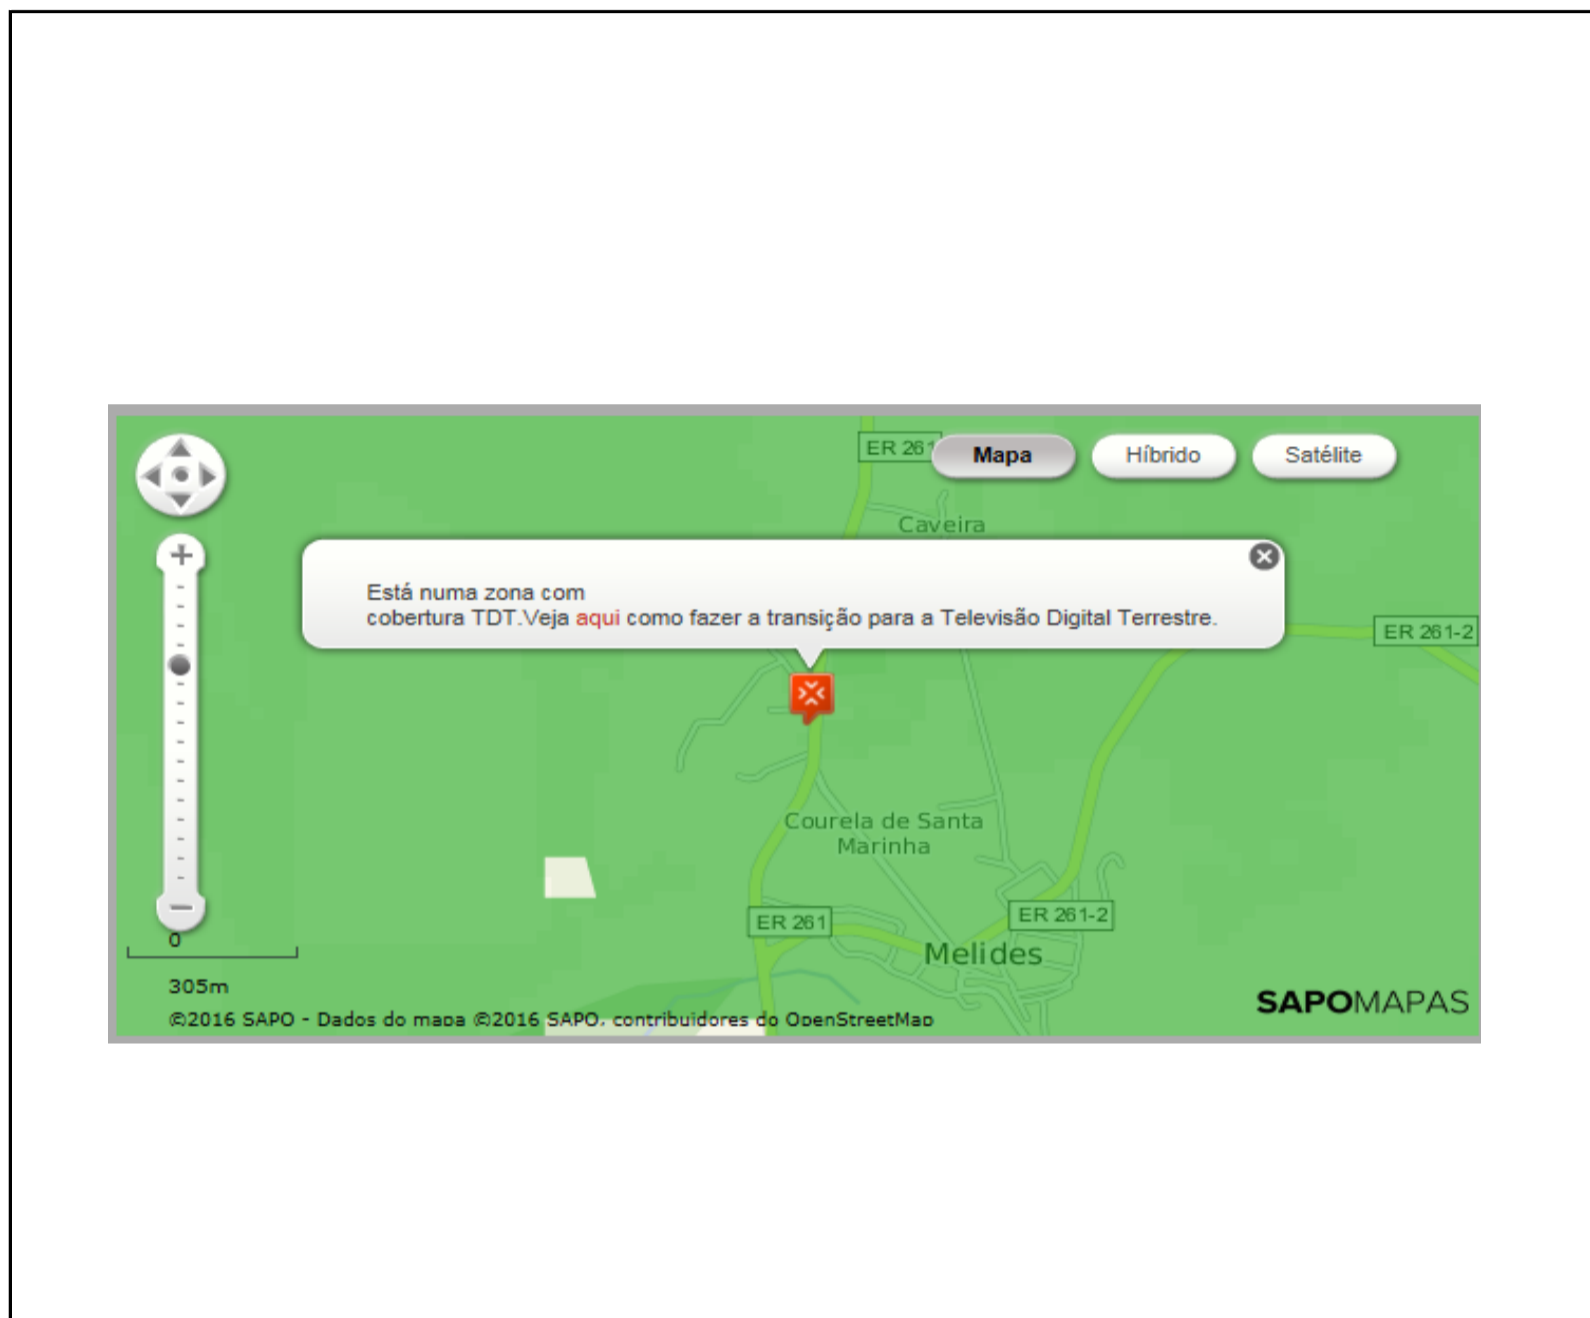 ER 261
Mapa
Híbrido
Satélite
Caveira
Está numa zona com
cobertura TDT.Veja aqui como fazer a transição para a Televisão Digital Terrestre.
ER 261-2
Courela de Santa
Marinha
ER 261
ER 261-2
Melides
0
305m
SAPOMAPAS
©2016 SAPO - Dados do mapa ©2016 SAPO, contribuidores do OpenStreetMap